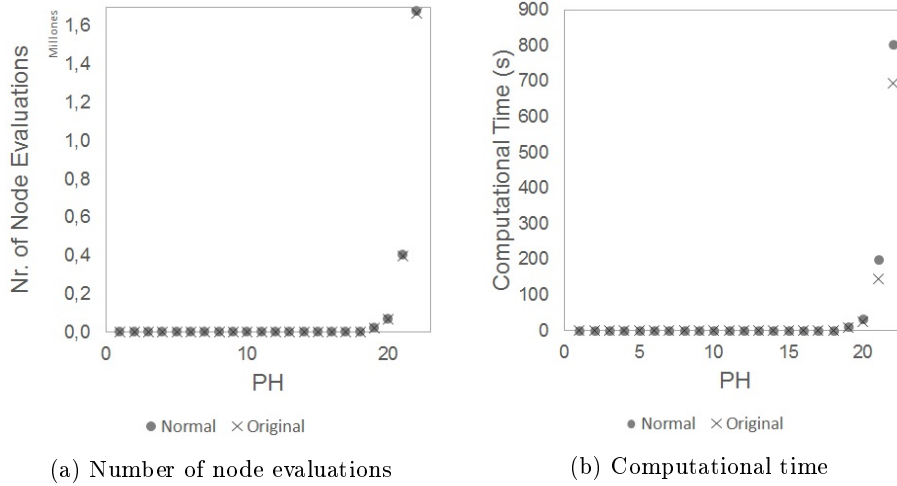 Nr. of Node Evaluations
Millones
1,6
1,4
1,2
1,0
0,8
0,6
0,4
0,2
0,0
0
10
20
PH
Normal
Original
(a) Number of node evaluations
Computational Time (s)
900
800
700
600
500
400
300
200
100
0
0
5
10
15
20
PH
Normal
Original
(b) Computational time